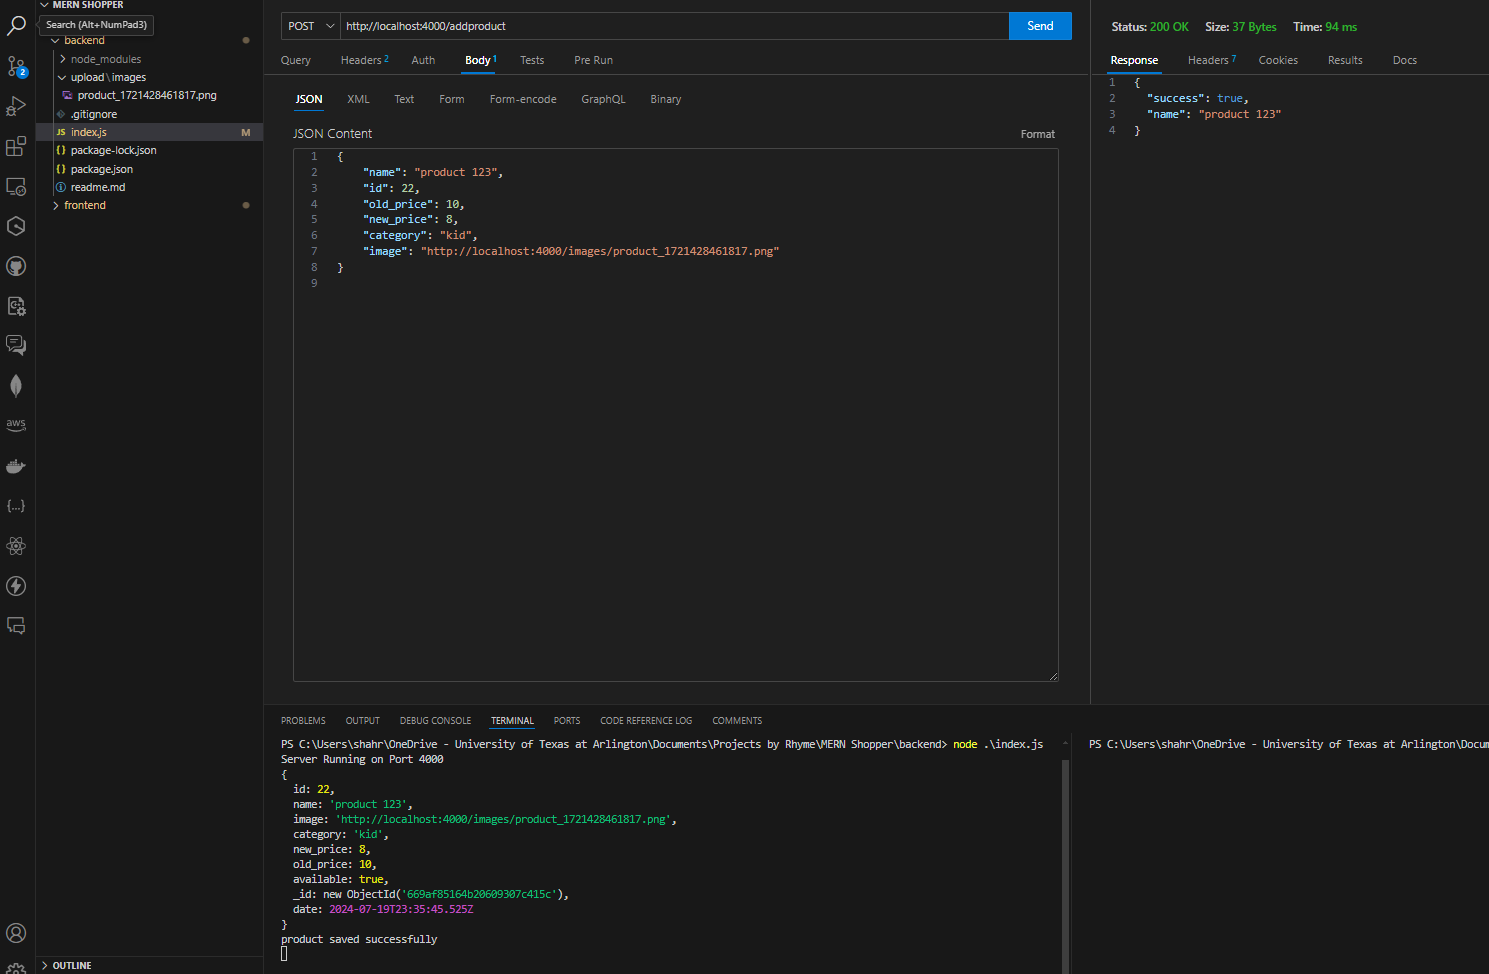 MERN SHOPPER
Search (Alt+NumPad3)
backend
node_modules
upload\images
product_1721428461817.png
.gitignore
JS index.js M
{} package-lock.json
{} package.json
readme.md
frontend
2
aws
{...}
OUTLINE
POST http://localhost:4000/addproduct Send
Query Headers 2 Auth Body 1 Tests Pre Run
JSON XML Text Form Form-encode GraphQL Binary
JSON Content Format
1 {
2 "name": "product 123",
3 "id": 22,
4 "old_price": 10,
5 "new_price": 8,
6 "category": "kid",
7 "image": "http://localhost:4000/images/product_1721428461817.png"
8 }
9
Status: 200 OK Size: 37 Bytes Time: 94 ms
Response Headers 7 Cookies Results Docs
1 {
2 "success": true,
3 "name": "product 123"
4 }
PROBLEMS OUTPUT DEBUG CONSOLE TERMINAL PORTS CODE REFERENCE LOG COMMENTS
PS C:\Users\shahr\OneDrive - University of Texas at Arlington\Documents\Projects by Rhyme\MERN Shopper\backend> node .\index.js
Server Running on Port 4000
{
id: 22,
name: 'product 123',
image: 'http://localhost:4000/images/product_1721428461817.png',
category: 'kid',
new_price: 8,
old_price: 10,
available: true,
_id: new ObjectId('669af85164b20609307c415c'),
date: 2024-07-19T23:35:45.525Z
}
product saved successfully
PS C:\Users\shahr\OneDrive - University of Texas at Arlington\Docum